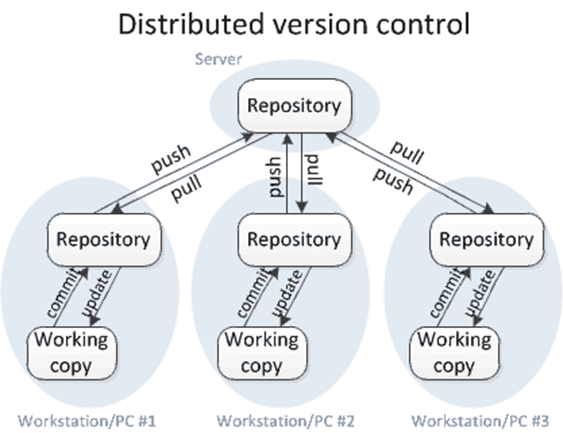 Distributed version control
Server
Repository
push
pull
push
pull
pull
push
Repository
Repository
Repository
commit
update
commit
update
commit
update
Working
copy
Working
copy
Working
copy
Workstation/PC #1
Workstation/PC #2
Workstation/PC #3